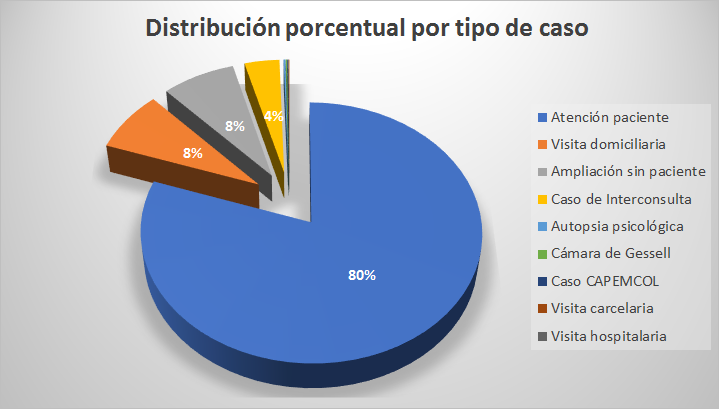 Distribución porcentual por tipo de caso
4%
8%
8%
80%
Atención paciente
Visita domiciliaria
Ampliación sin paciente
Caso de Interconsulta
Autopsia psicológica
Cámara de Gessell
Caso CAPEMCOL
Visita carcelaria
Visita hospitalaria